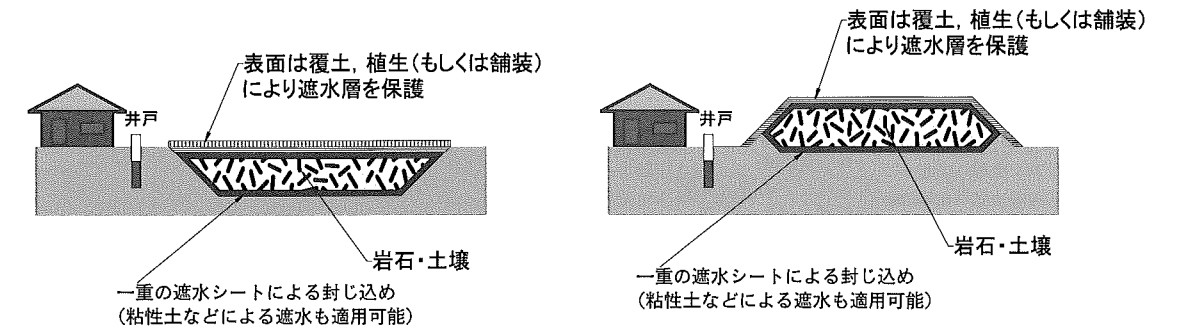 表面は覆土，植生（もしくは舗装）
により遮水層を保護
井戸
岩石・土壌
一重の遮水シートによる封じ込め
（粘性土などによる遮水も適用可能）
表面は覆土，植生（もしくは舗装）
により遮水層を保護
井戸
岩石・土壌
一重の遮水シートによる封じ込め
（粘性土などによる遮水も適用可能）